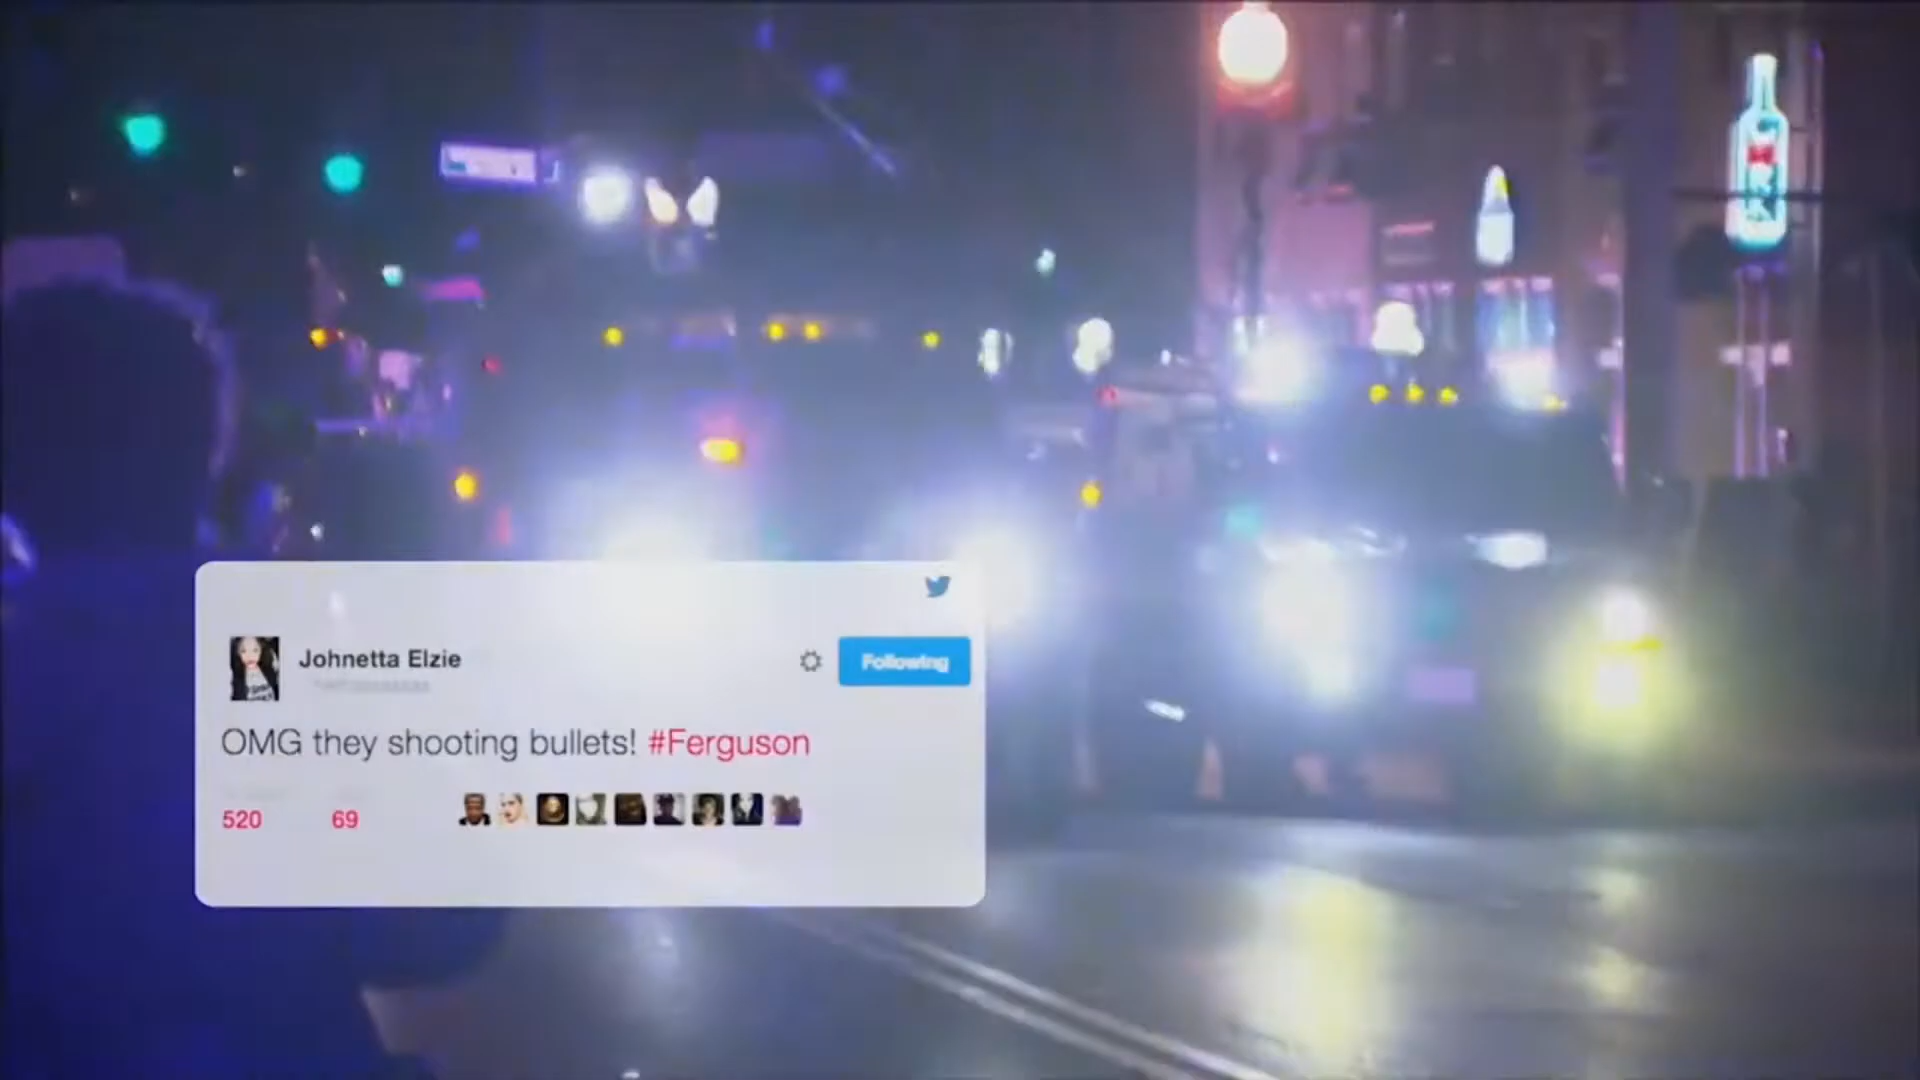 Johnetta Elzie
Following
OMG they shooting bullets! #Ferguson
520 69